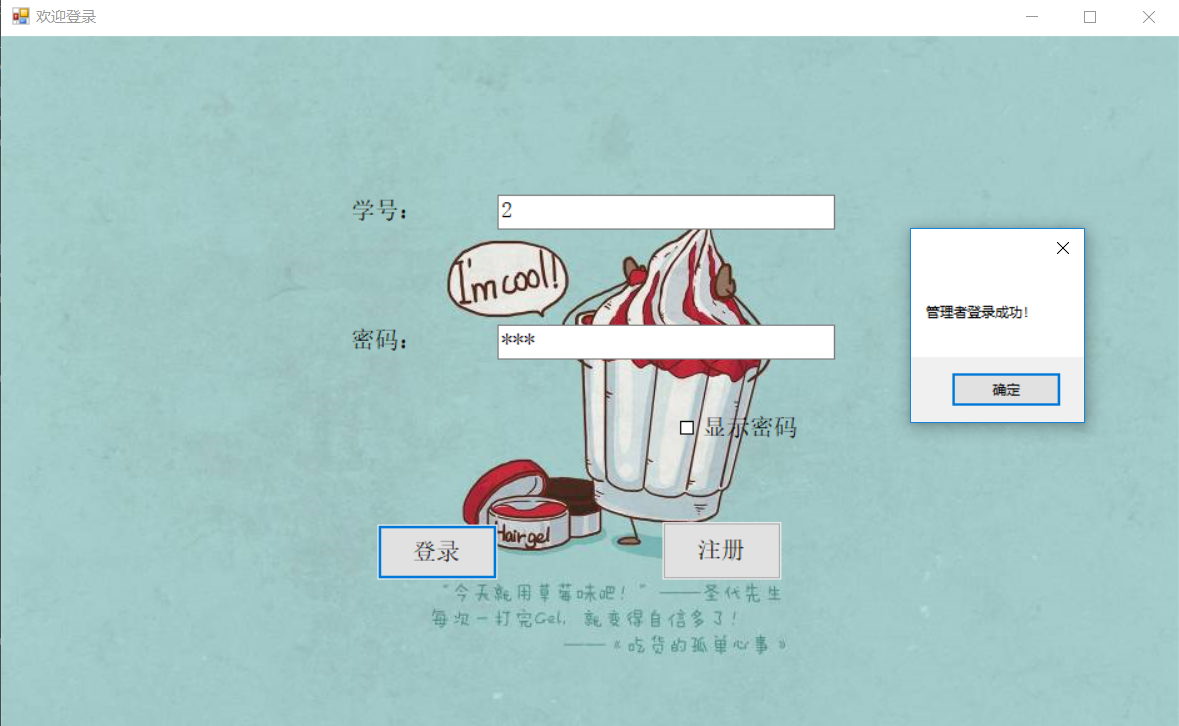 欢迎登录
学号：
2
I'm cool!
管理者登录成功！
密码：
***
确定
显示密码
Hairgel
登录
注册
“今天就用草莓味吧！” ——圣代先生
每次一打完Gel，就变得自信多了！
——《吃货的孤单心事》